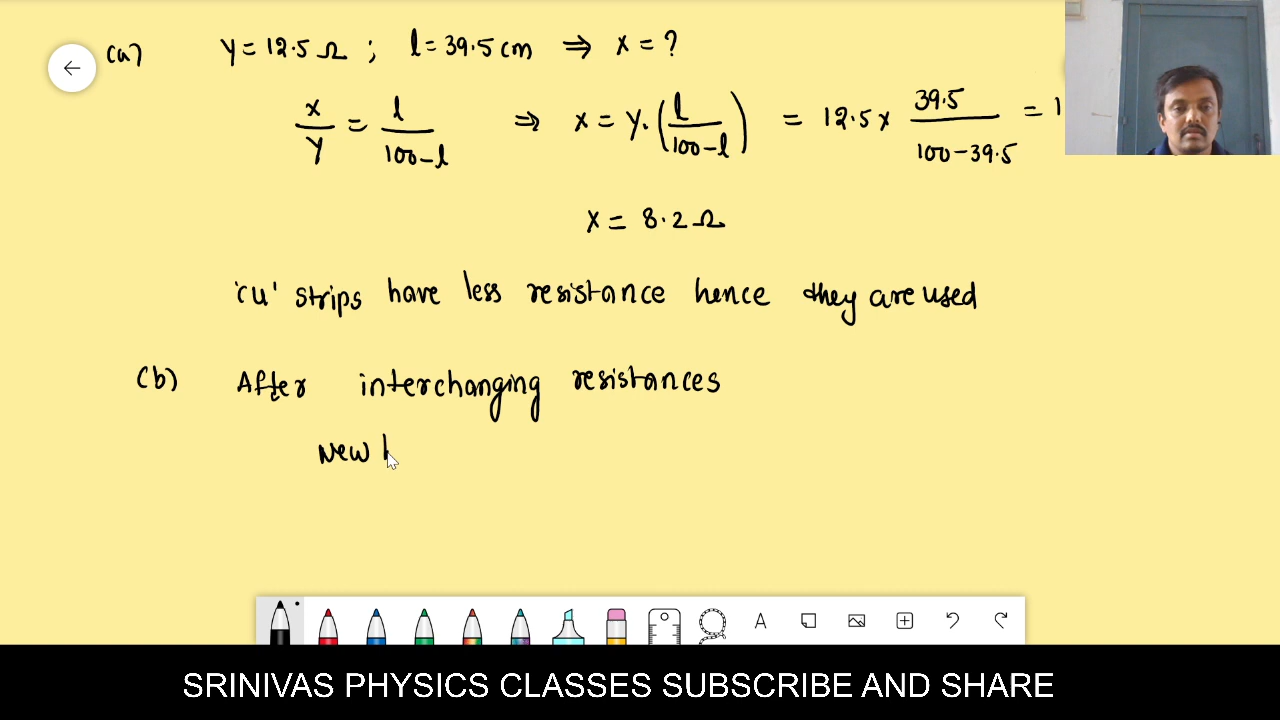 (a) Y = 12.5 Ω ; l = 39.5 cm ⇒ X = ?
X/Y = l/(100-l) ⇒ X = Y. (l/(100-l)) = 12.5 x 39.5/(100-39.5) = 1
X = 8.2 Ω
'cu' strips have less resistance hence they are used
(b) After interchanging resistances
New l
A
SRINIVAS PHYSICS CLASSES SUBSCRIBE AND SHARE